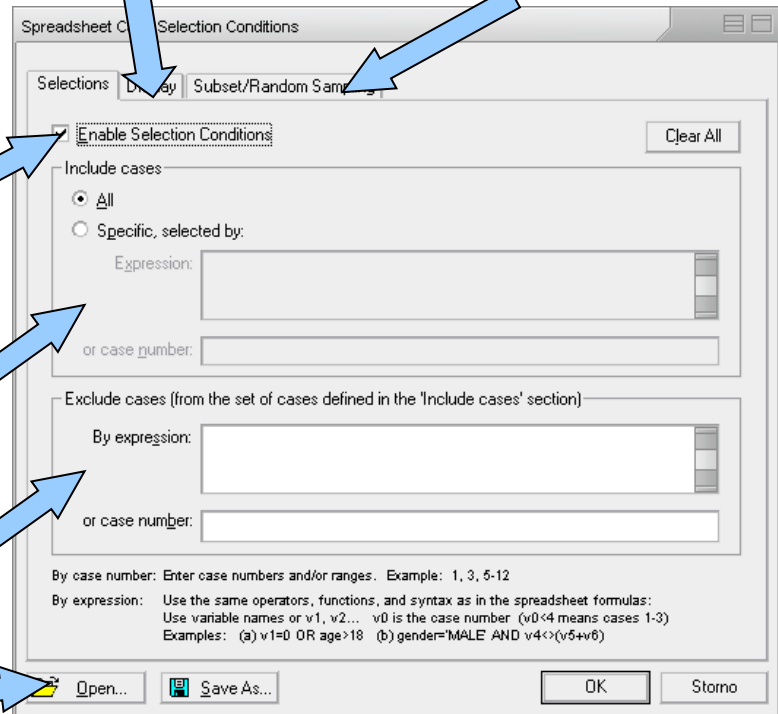 Spreadsheet C Selection Conditions
Selections Display Subset/Random Sampling
Enable Selection Conditions Clear All
Include cases
All
Specific, selected by:
Expression:
or case number:
Exclude cases (from the set of cases defined in the 'Include cases' section)
By expression:
or case number:
By case number: Enter case numbers and/or ranges. Example: 1, 3, 5-12
By expression: Use the same operators, functions, and syntax as in the spreadsheet formulas:
Use variable names or v1, v2... v0 is the case number (v0<4 means cases 1-3)
Examples: (a) v1=0 OR age>18 (b) gender='MALE' AND v4<>(v5+v6)
Open... Save As... OK Storno